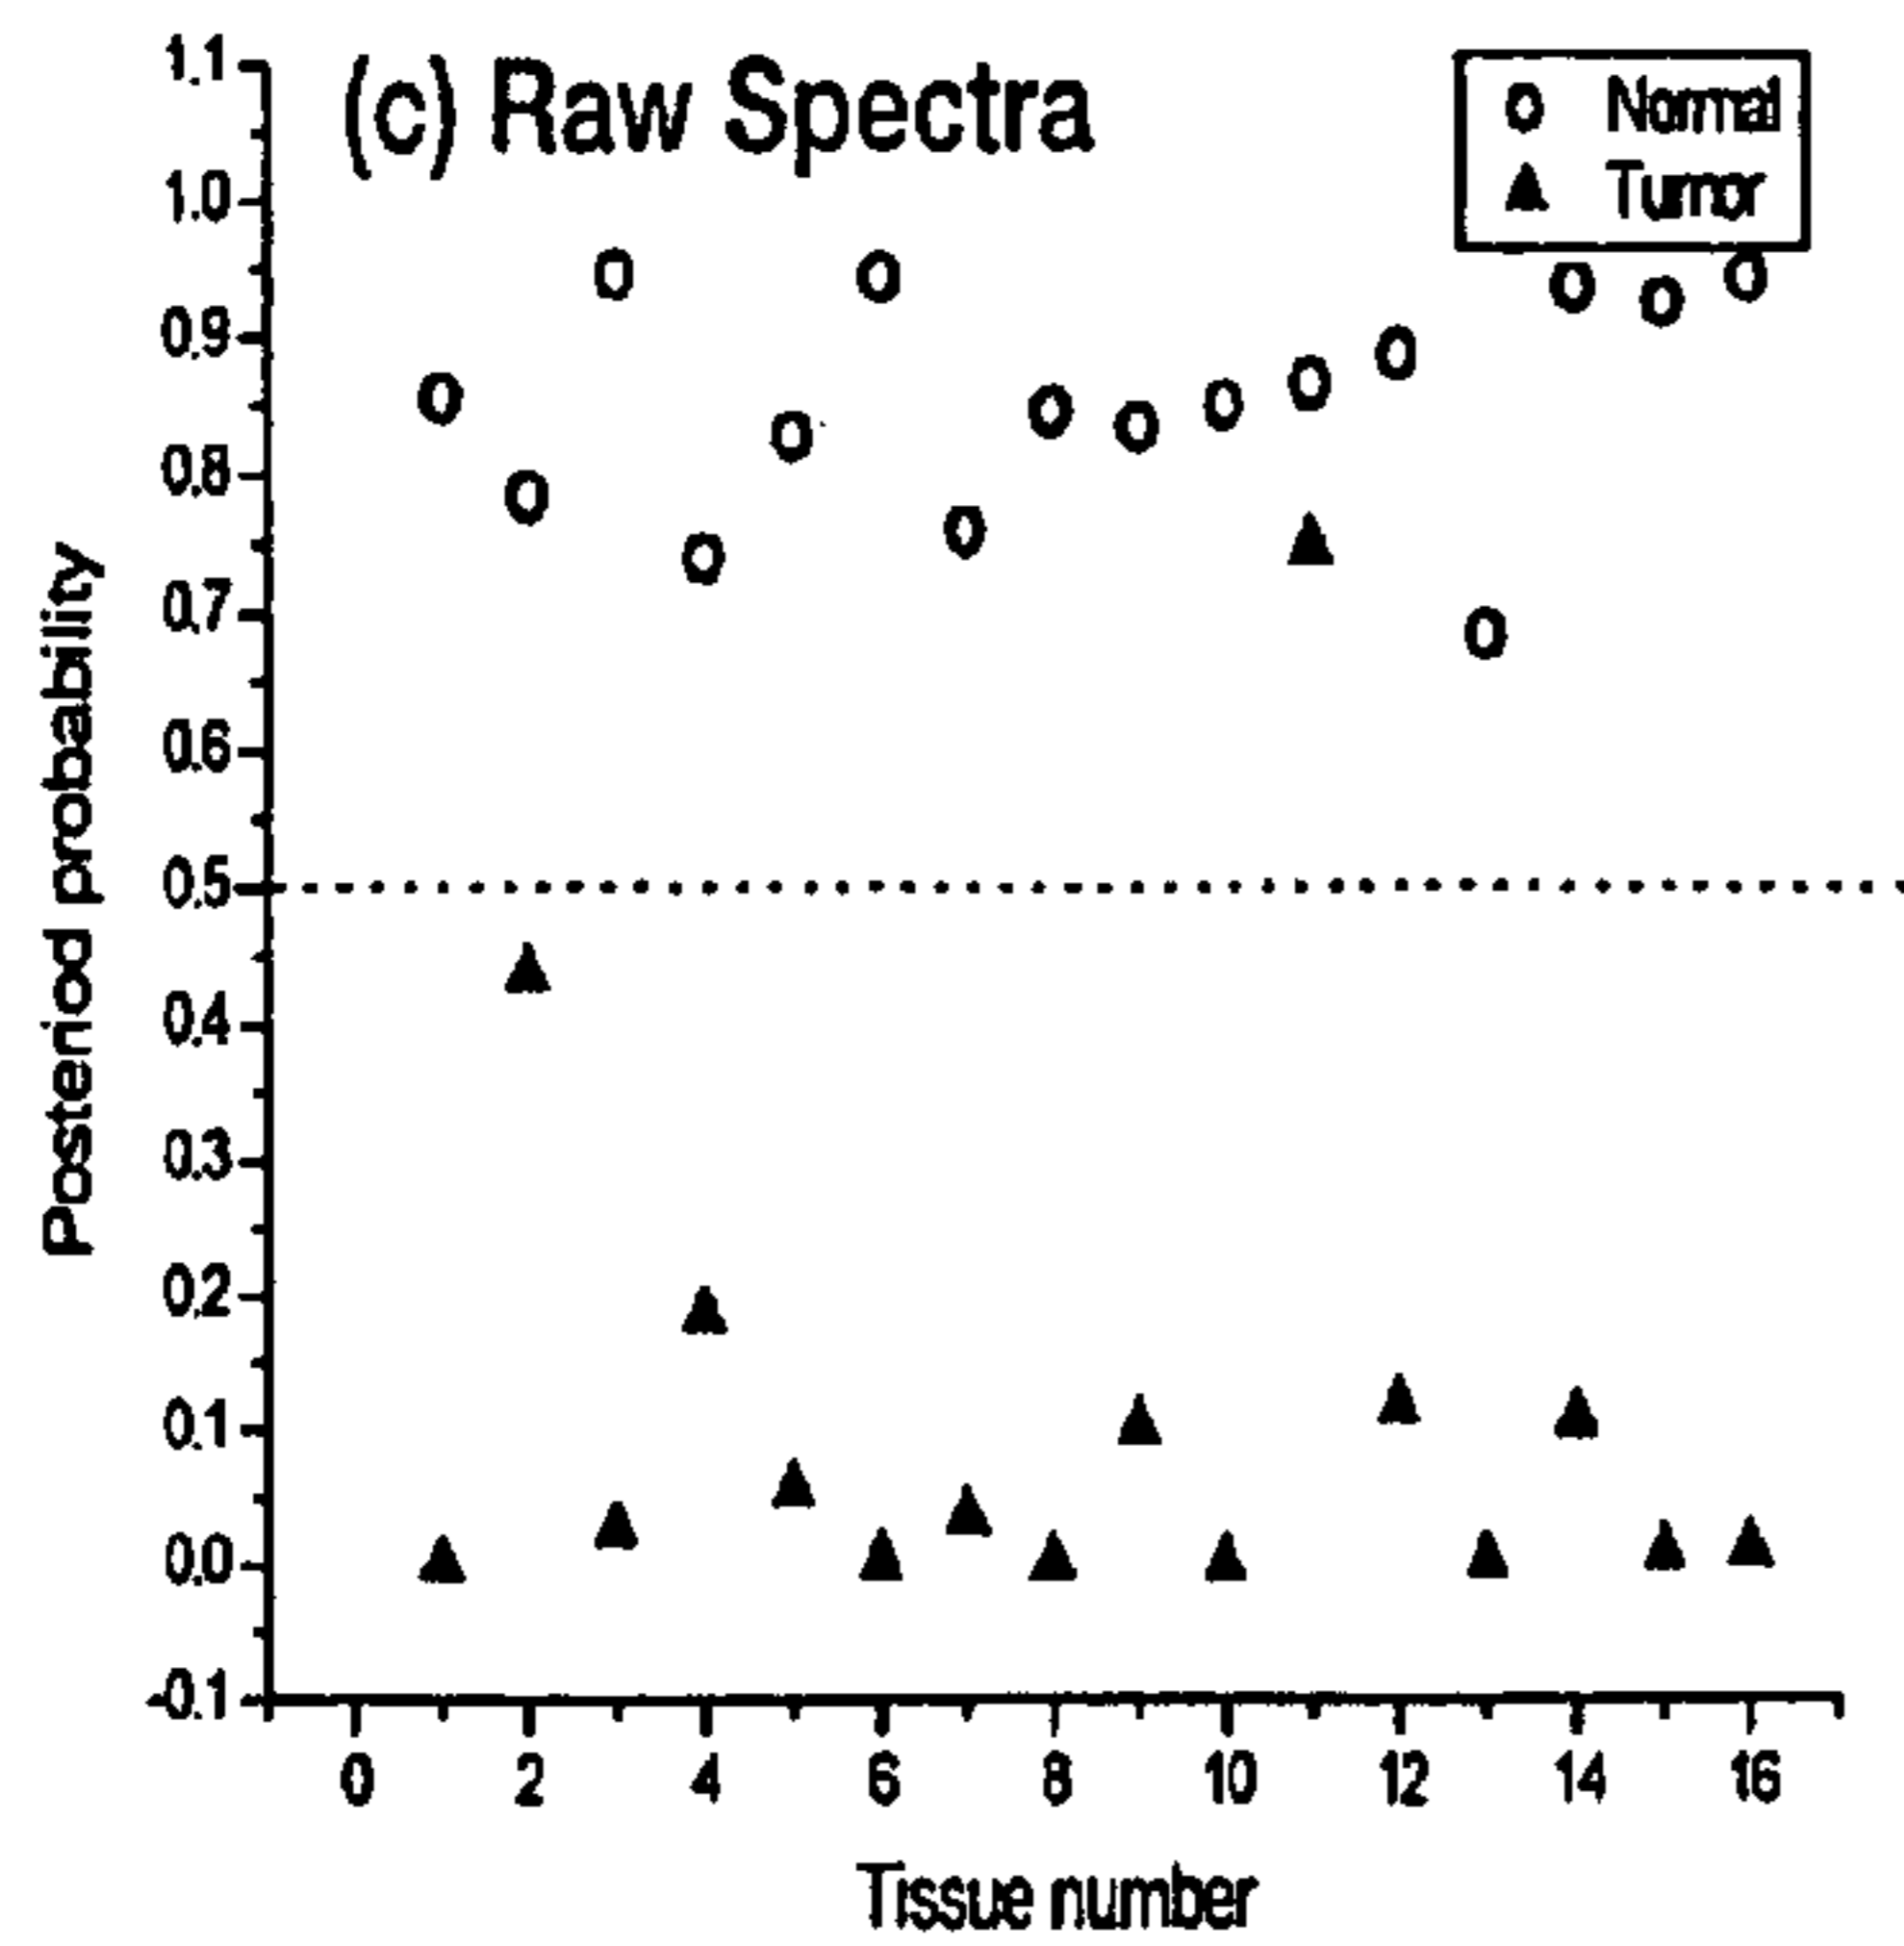 (c) Raw Spectra
Normal
Tumor
1.1
1.0
0.9
0.8
0.7
0.6
0.5
0.4
0.3
0.2
0.1
0.0
-0.1
Posteriod probability
0 2 4 6 8 10 12 14 16
Tissue number